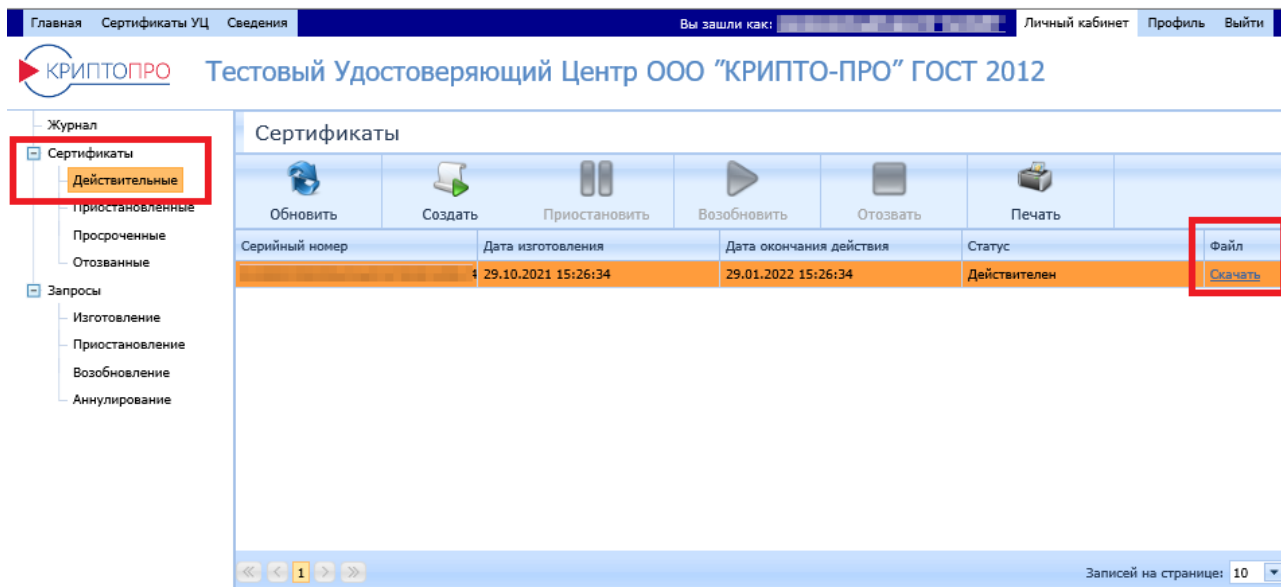 Главная Сертификаты УЦ Сведения Вы зашли как: Личный кабинет Профиль Выйти
КРИПТОПРО Тестовый Удостоверяющий Центр ООО "КРИПТО-ПРО" ГОСТ 2012
Журнал
Сертификаты
Действительные
Приостановленные
Просроченные
Отозванные
Запросы
Изготовление
Приостановление
Возобновление
Аннулирование
Сертификаты
Обновить Создать Приостановить Возобновить Отозвать Печать
Серийный номер Дата изготовления Дата окончания действия Статус Файл
29.10.2021 15:26:34 29.01.2022 15:26:34 Действителен Скачать
1 Записей на странице: 10